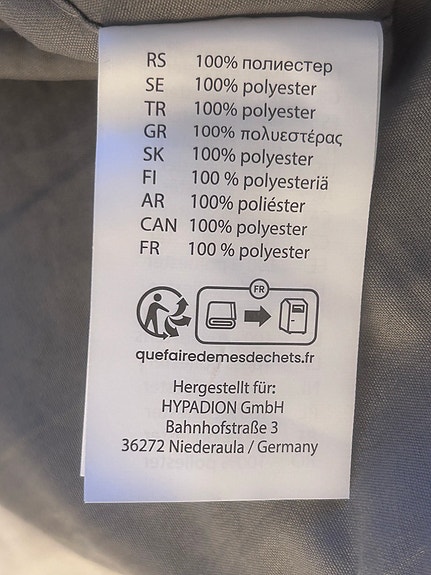 RS 100% полиестер
SE 100% polyester
TR 100% polyester
GR 100% πολυεστέρας
SK 100% polyester
FI 100 % polyesteriä
AR 100% poliéster
CAN 100% polyester
FR 100 % polyester
FR
quefairedemesdechets.fr
Hergestellt für:
HYPADION GmbH
Bahnhofstraße 3
36272 Niederaula / Germany